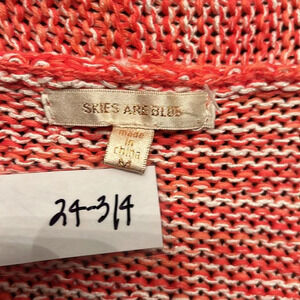 SKIES ARE BLUE
made
in
china
M
24-314